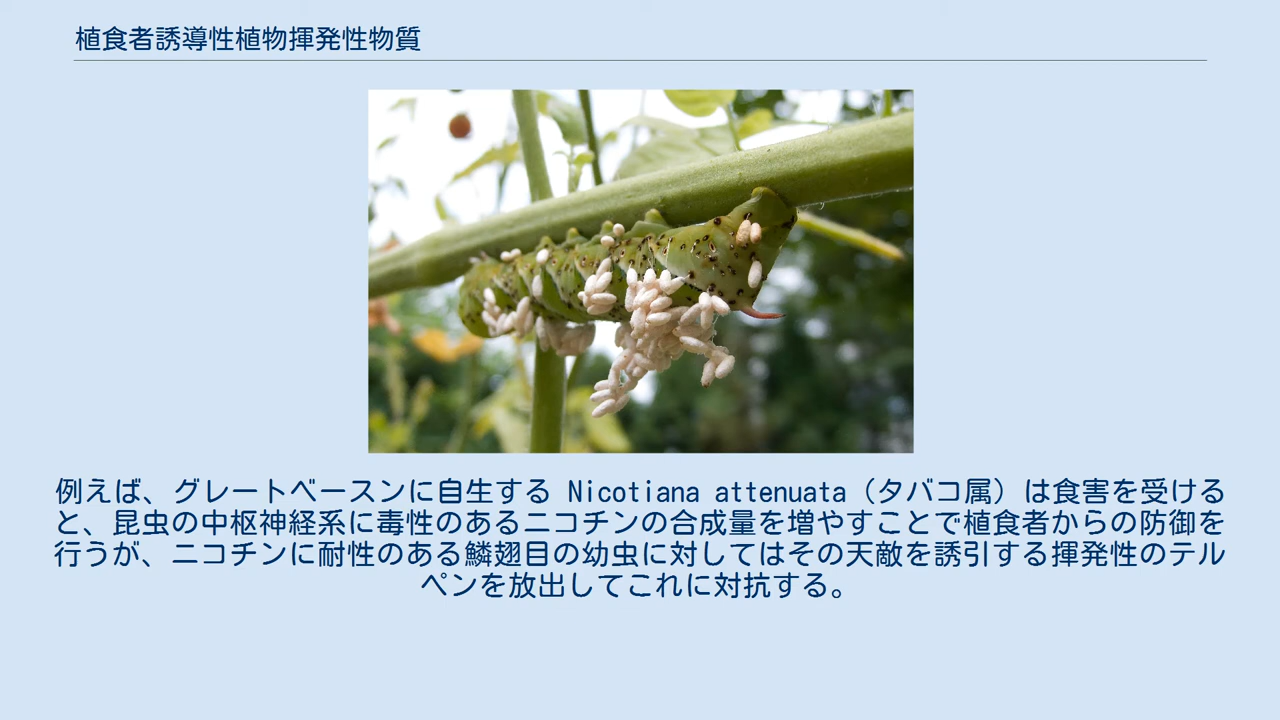 植食者誘導性植物揮発性物質
例えば、グレートベースンに自生する Nicotiana attenuata（タバコ属）は食害を受ける
と、昆虫の中枢神経系に毒性のあるニコチンの合成量を増やすことで植食者からの防御を
行うが、ニコチンに耐性のある鱗翅目の幼虫に対してはその天敵を誘引する揮発性のテル
ペンを放出してこれに対抗する。